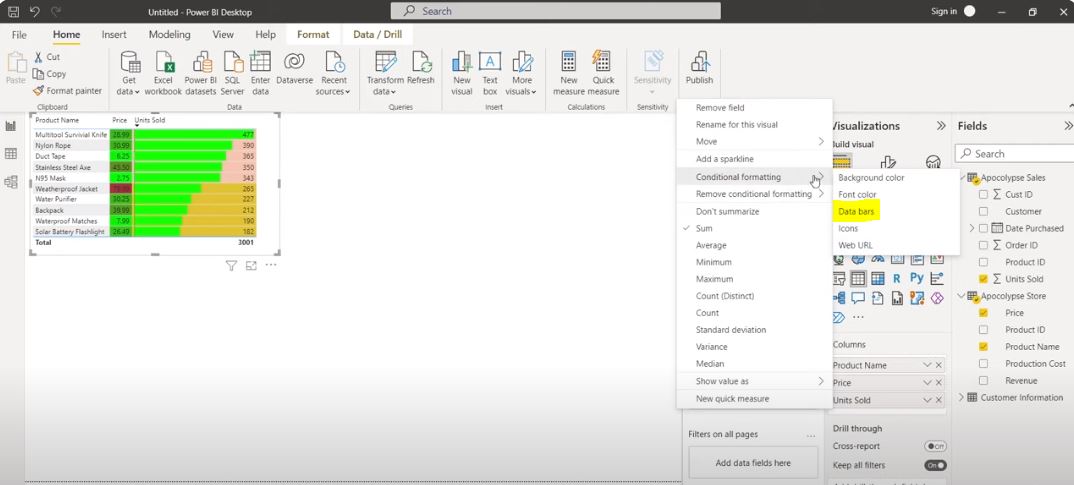 Untitled - Power BI Desktop
Search
Sign in
File Home Insert Modeling View Help Format Data / Drill
Paste
Cut
Copy
Format painter
Clipboard
Get data
Excel workbook
Power BI datasets
SQL Server
Enter data
Dataverse
Recent sources
Data
Transform data
Refresh
Queries
New visual
Text box
More visuals
Insert
New measure
Quick measure
Calculations
Sensitivity
Sensitivity
Publish
Product Name Price Units Sold
Multitool Survivial Knife 28.99 477
Nylon Rope 30.99 390
Duct Tape 6.25 365
Stainless Steel Axe 45.50 350
N95 Mask 2.75 343
Weatherproof Jacket 265
Water Purifier 30.25 227
Backpack 39.99 212
Waterproof Matches 7.99 190
Solar Battery Flashlight 26.49 182
Total 3001
Remove field
Rename for this visual
Move
Add a sparkline
Conditional formatting
Remove conditional formatting
Don't summarize
Sum
Average
Minimum
Maximum
Count (Distinct)
Count
Standard deviation
Variance
Median
Show value as
New quick measure
Background color
Font color
Data bars
Icons
Web URL
Filters on all pages
Add data fields here
Visualizations
Build visual
R Py
Columns
Product Name
Price
Units Sold
Drill through
Cross-report
Off
Keep all filters
On
Fields
Search
Apocolypse Sales
Cust ID
Customer
Date Purchased
Order ID
Product ID
Units Sold
Apocolypse Store
Price
Product ID
Product Name
Production Cost
Revenue
Customer Information